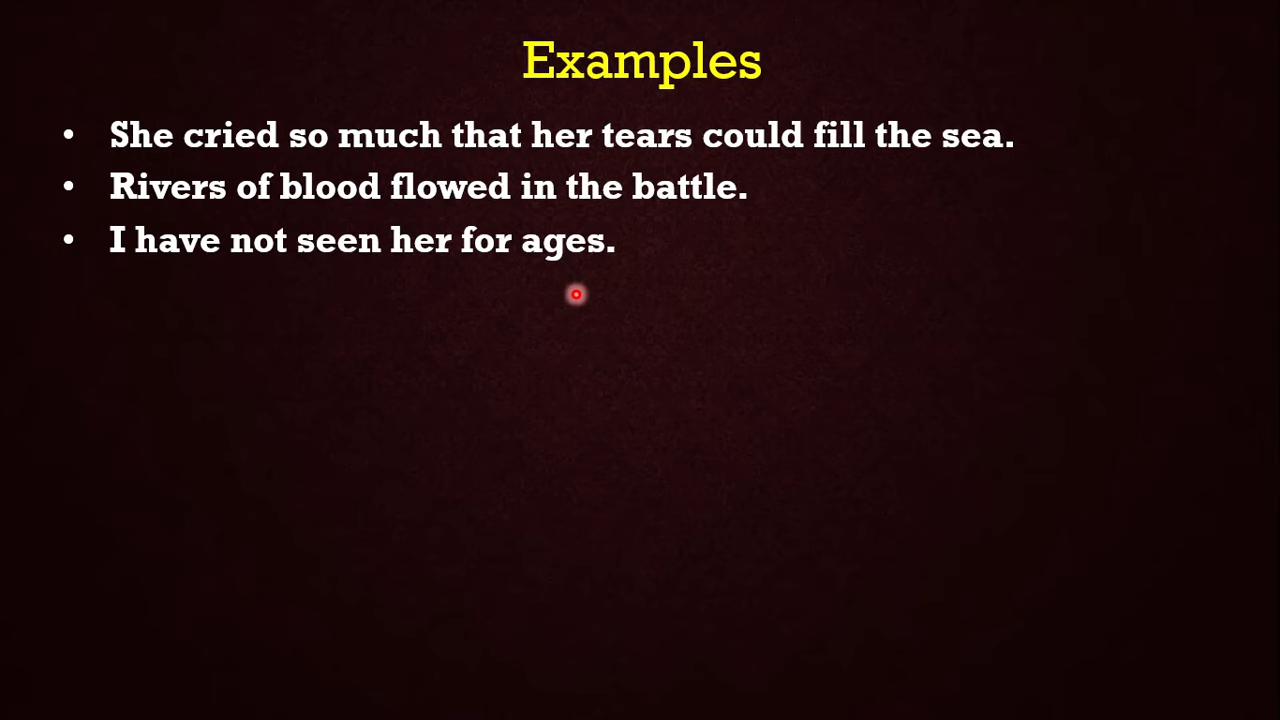 Examples
• She cried so much that her tears could fill the sea.
• Rivers of blood flowed in the battle.
• I have not seen her for ages.